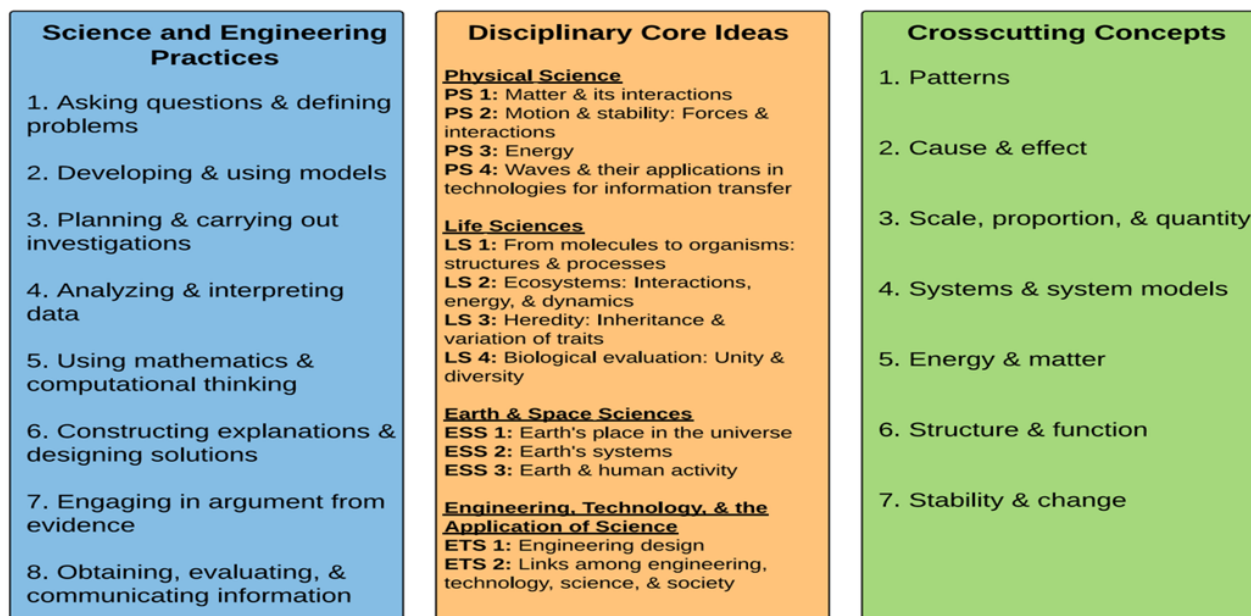 Science and Engineering
Practices
1. Asking questions & defining
problems
2. Developing & using models
3. Planning & carrying out
investigations
4. Analyzing & interpreting
data
5. Using mathematics &
computational thinking
6. Constructing explanations &
designing solutions
7. Engaging in argument from
evidence
8. Obtaining, evaluating, &
communicating information
Disciplinary Core Ideas
Physical Science
PS 1: Matter & its interactions
PS 2: Motion & stability: Forces &
interactions
PS 3: Energy
PS 4: Waves & their applications in
technologies for information transfer
Life Sciences
LS 1: From molecules to organisms:
structures & processes
LS 2: Ecosystems: Interactions,
energy, & dynamics
LS 3: Heredity: Inheritance &
variation of traits
LS 4: Biological evaluation: Unity &
diversity
Earth & Space Sciences
ESS 1: Earth's place in the universe
ESS 2: Earth's systems
ESS 3: Earth & human activity
Engineering, Technology, & the
Application of Science
ETS 1: Engineering design
ETS 2: Links among engineering,
technology, science, & society
Crosscutting Concepts
1. Patterns
2. Cause & effect
3. Scale, proportion, & quantity
4. Systems & system models
5. Energy & matter
6. Structure & function
7. Stability & change